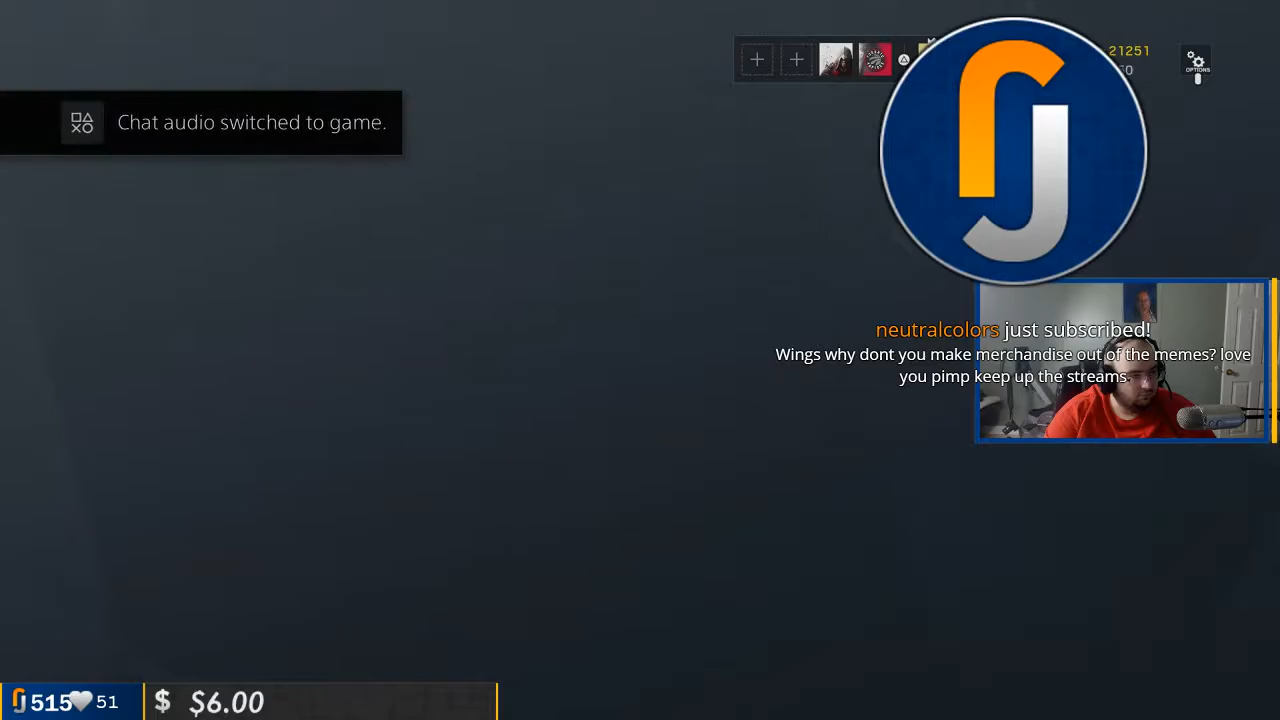 21251
OPTIONS
Chat audio switched to game.
neutralcolors just subscribed!
Wings why dont you make merchandise out of the memes? love
you pimp keep up the streams
515 51
$ $6.00